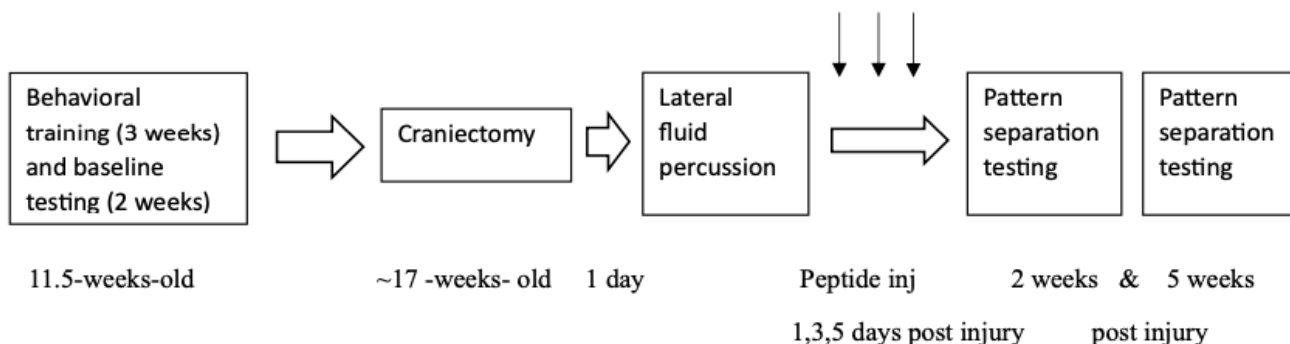 Behavioral
training (3 weeks)
and baseline
testing (2 weeks)
Craniectomy
Lateral
fluid
percussion
Pattern
separation
testing
Pattern
separation
testing
11.5-weeks-old
~17 -weeks- old
1 day
Peptide inj
1,3,5 days post injury
2 weeks & 5 weeks
post injury